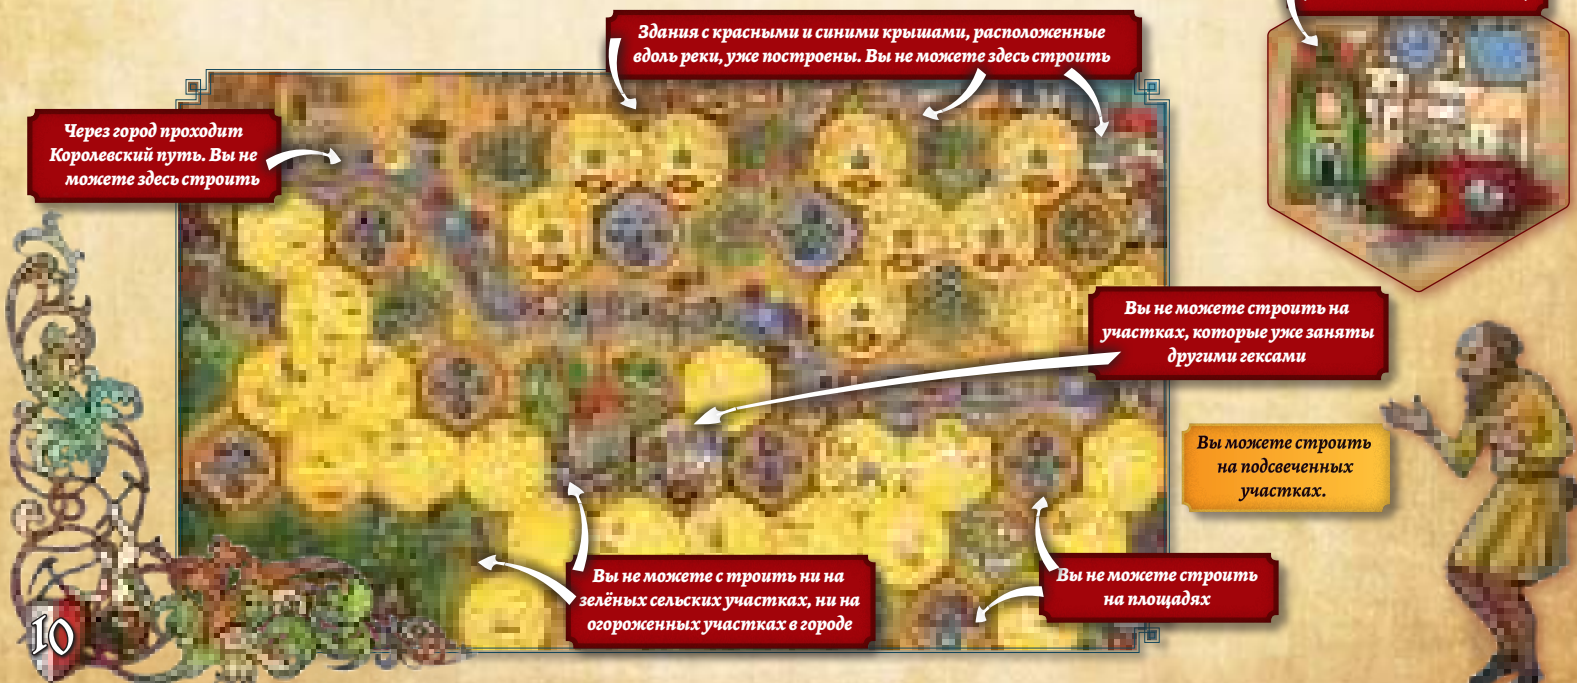 Здания с красными и синими крышами, расположенные
вдоль реки, уже построены. Вы не можете здесь строить
Через город проходит
Королевский путь. Вы не
можете здесь строить
Вы не можете строить на
участках, которые уже заняты
другими гексами
Вы можете строить
на подсвеченных
участках.
Вы не можете с троить ни на
зелёных сельских участках, ни на
огороженных участках в городе
Вы не можете строить
на площадях
10